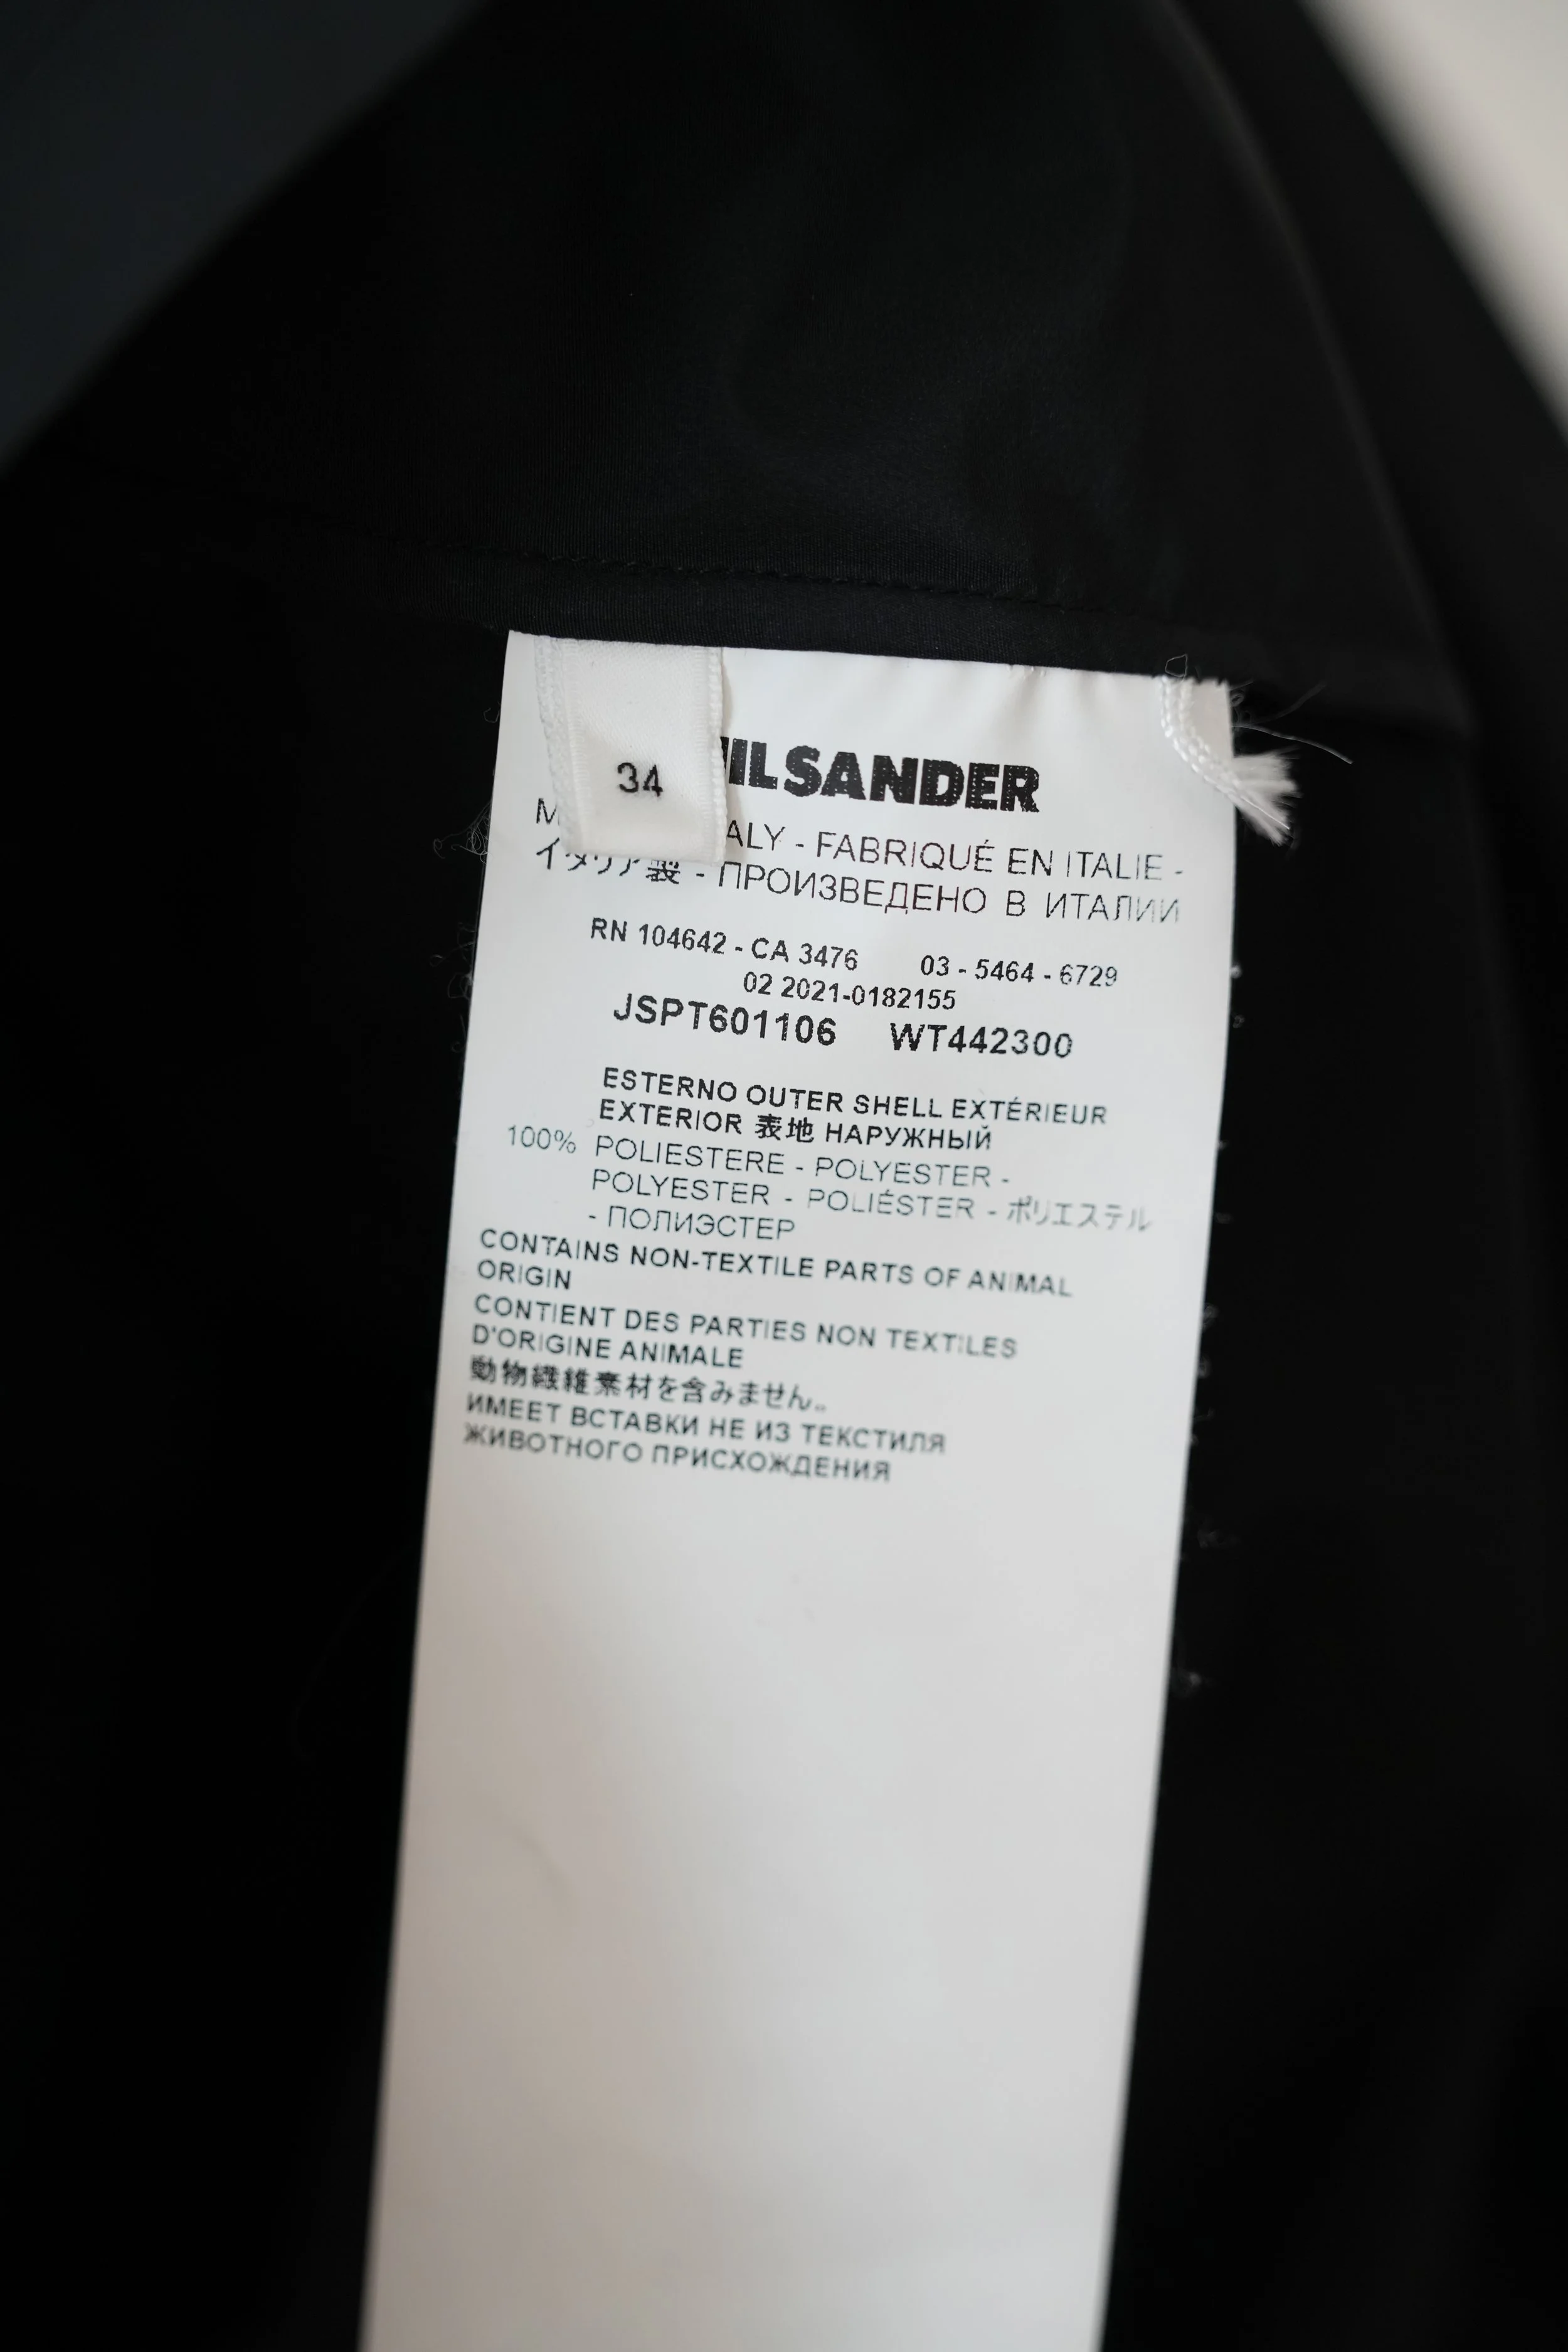 34
JIL SANDER
ALY - FABRIQUÉ EN ITALIE -
イタリア製 - ПРОИЗВЕДЕНО В ИТАЛИИ
RN 104642 - CA 3476 03 - 5464 - 6729
02 2021-0182155
JSPT601106 WT442300
ESTERNO OUTER SHELL EXTÉRIEUR
EXTERIOR 表地 НАРУЖНЫЙ
100% POLIESTERE - POLYESTER -
POLYESTER - POLIÉSTER - ポリエステル
- ПОЛИЭСТЕР
CONTAINS NON-TEXTILE PARTS OF ANIMAL
ORIGIN
CONTIENT DES PARTIES NON TEXTILES
D'ORIGINE ANIMALE
動物繊維素材を含みません。
ИМЕЕТ ВСТАВКИ НЕ ИЗ ТЕКСТИЛЯ
ЖИВОТНОГО ПРИСХОЖДЕНИЯ